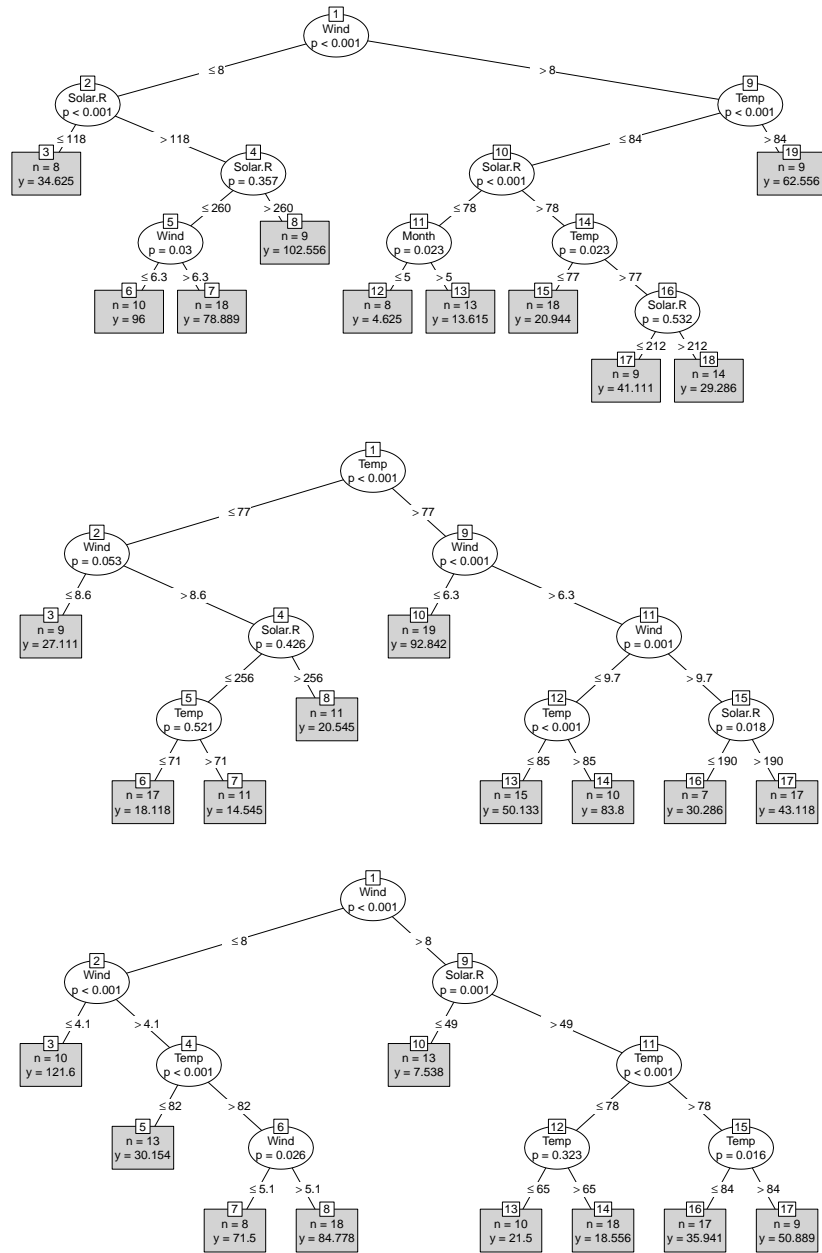 1
Wind
p < 0.001
≤ 8
> 8
2
Solar.R
p < 0.001
9
Temp
p < 0.001
≤ 118
> 118
≤ 84
> 84
3
n = 8
y = 34.625
4
Solar.R
p = 0.357
10
Solar.R
p < 0.001
19
n = 9
y = 62.556
≤ 260
> 260
≤ 78
> 78
5
Wind
p = 0.03
8
n = 9
y = 102.556
11
Month
p = 0.023
14
Temp
p = 0.023
≤ 6.3
> 6.3
≤ 5
> 5
≤ 77
> 77
6
n = 10
y = 96
7
n = 18
y = 78.889
12
n = 8
y = 4.625
13
n = 13
y = 13.615
15
n = 18
y = 20.944
16
Solar.R
p = 0.532
≤ 212
> 212
17
n = 9
y = 41.111
18
n = 14
y = 29.286
1
Temp
p < 0.001
≤ 77
> 77
2
Wind
p = 0.053
9
Wind
p < 0.001
≤ 8.6
> 8.6
≤ 6.3
> 6.3
3
n = 9
y = 27.111
4
Solar.R
p = 0.426
10
n = 19
y = 92.842
11
Wind
p = 0.001
≤ 256
> 256
≤ 9.7
> 9.7
5
Temp
p = 0.521
8
n = 11
y = 20.545
12
Temp
p < 0.001
15
Solar.R
p = 0.018
≤ 71
> 71
≤ 85
> 85
≤ 190
> 190
6
n = 17
y = 18.118
7
n = 11
y = 14.545
13
n = 15
y = 50.133
14
n = 10
y = 83.8
16
n = 7
y = 30.286
17
n = 17
y = 43.118
1
Wind
p < 0.001
≤ 8
> 8
2
Wind
p < 0.001
9
Solar.R
p = 0.001
≤ 4.1
> 4.1
≤ 49
> 49
3
n = 10
y = 121.6
4
Temp
p < 0.001
10
n = 13
y = 7.538
11
Temp
p < 0.001
≤ 82
> 82
≤ 78
> 78
5
n = 13
y = 30.154
6
Wind
p = 0.026
12
Temp
p = 0.323
15
Temp
p = 0.016
≤ 5.1
> 5.1
≤ 65
> 65
≤ 84
> 84
7
n = 8
y = 71.5
8
n = 18
y = 84.778
13
n = 10
y = 21.5
14
n = 18
y = 18.556
16
n = 17
y = 35.941
17
n = 9
y = 50.889